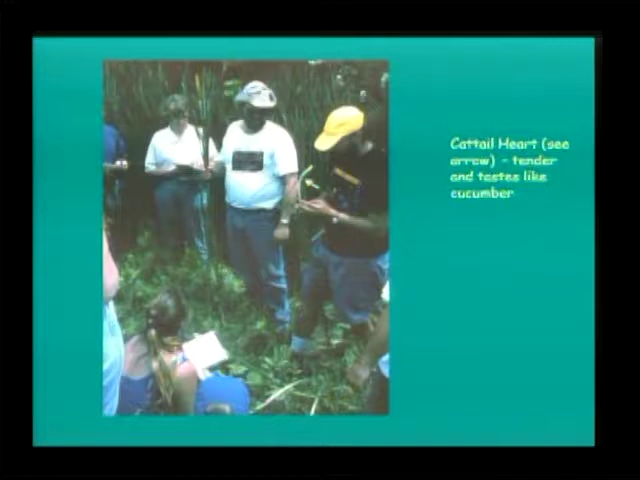 Cattail Heart (see
arrow) - tender
and tastes like
cucumber